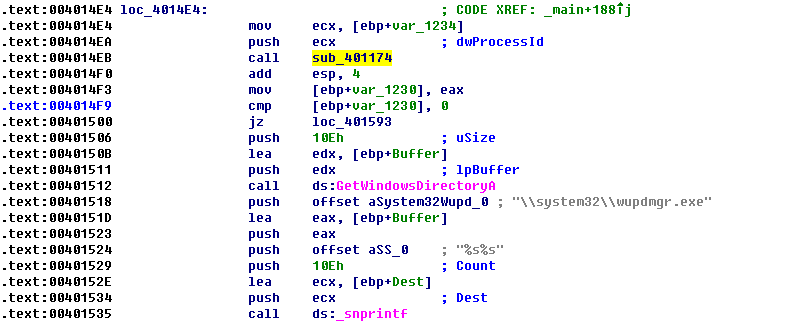 .text:004014E4 loc_4014E4: ; CODE XREF: _main+188↑j
.text:004014E4 mov ecx, [ebp+var_1234]
.text:004014EA push ecx ; dwProcessId
.text:004014EB call sub_401174
.text:004014F0 add esp, 4
.text:004014F3 mov [ebp+var_1230], eax
.text:004014F9 cmp [ebp+var_1230], 0
.text:00401500 jz loc_401593
.text:00401506 push 10Eh ; uSize
.text:0040150B lea edx, [ebp+Buffer]
.text:00401511 push edx ; lpBuffer
.text:00401512 call ds:GetWindowsDirectoryA
.text:00401518 push offset aSystem32Wupd_0 ; "\\system32\\wupdmgr.exe"
.text:0040151D lea eax, [ebp+Buffer]
.text:00401523 push eax
.text:00401524 push offset aSS_0 ; "%s%s"
.text:00401529 push 10Eh ; Count
.text:0040152E lea ecx, [ebp+Dest]
.text:00401534 push ecx ; Dest
.text:00401535 call ds:_snprintf